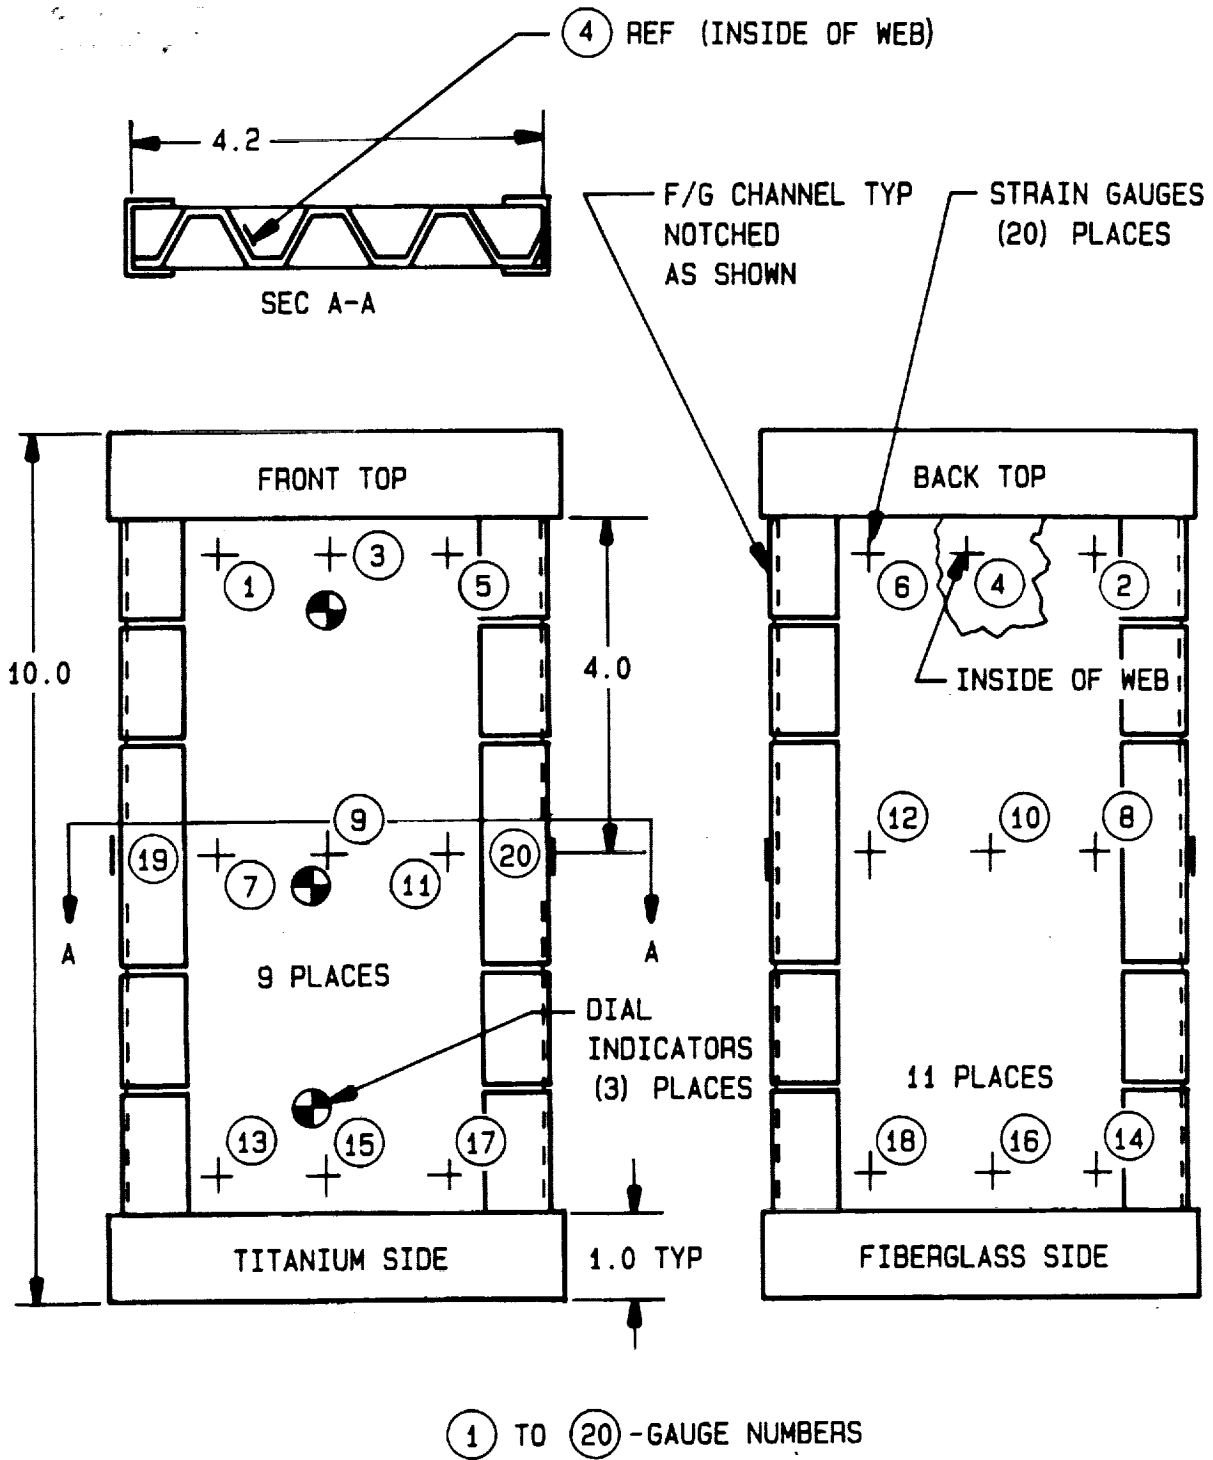 4 REF (INSIDE OF WEB)
4.2
SEC A-A
F/G CHANNEL TYP
NOTCHED
AS SHOWN
STRAIN GAUGES
(20) PLACES
FRONT TOP
1
3
5
10.0
4.0
9
19
7
11
20
A
A
9 PLACES
DIAL
INDICATORS
(3) PLACES
13
15
17
TITANIUM SIDE
1.0 TYP
BACK TOP
6
4
2
INSIDE OF WEB
12
10
8
11 PLACES
18
16
14
FIBERGLASS SIDE
1 TO 20 -GAUGE NUMBERS